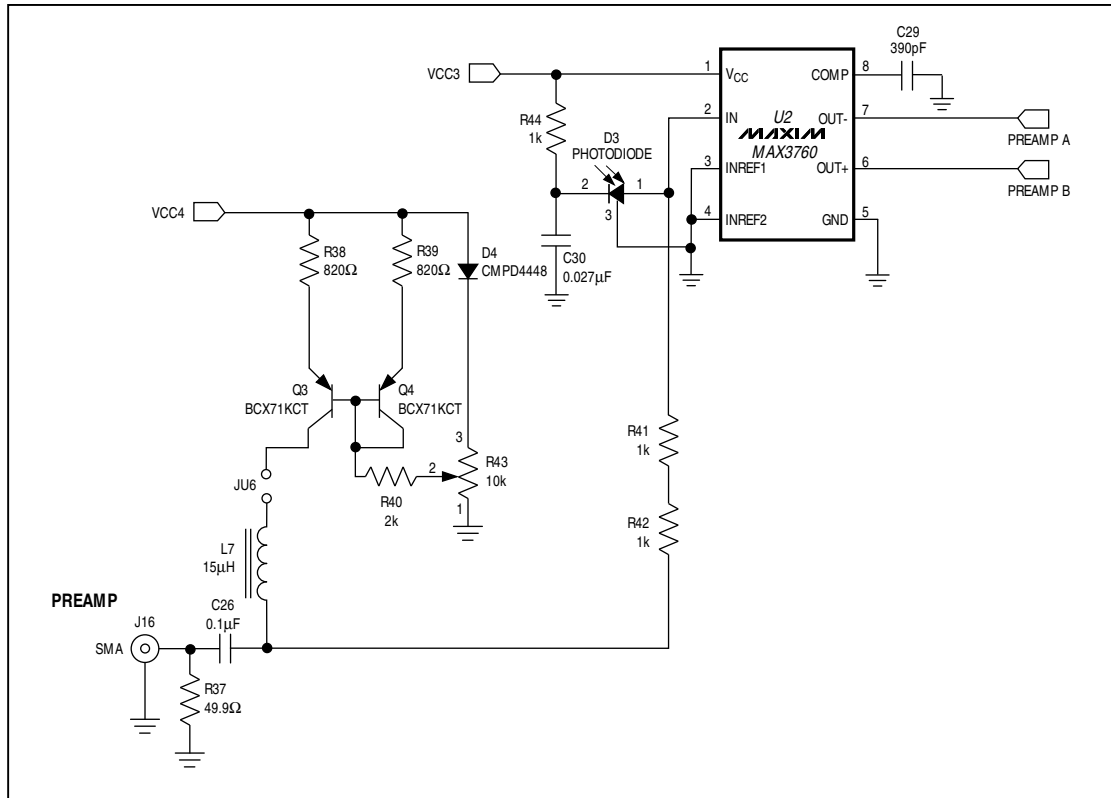 C29
390pF
VCC3
1
VCC
COMP
8
R44
1k
2
IN
U2
MAXIM
MAX3760
OUT-
7
PREAMP A
D3
PHOTODIODE
2
1
3
3
INREF1
OUT+
6
PREAMP B
4
INREF2
GND
5
VCC4
C30
0.027µF
R38
820Ω
R39
820Ω
D4
CMPD4448
Q3
BCX71KCT
Q4
BCX71KCT
R41
1k
3
2
R43
10k
1
R40
2k
JU6
R42
1k
L7
15µH
PREAMP
J16
SMA
C26
0.1µF
R37
49.9Ω